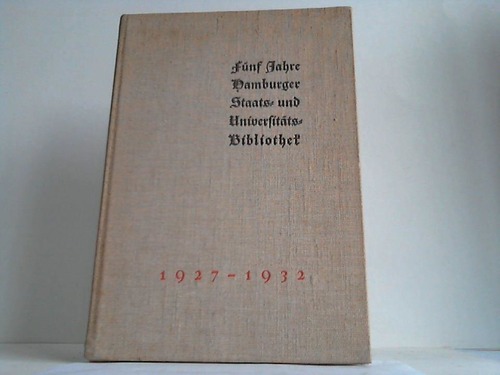 Fünf Jahre
Hamburger
Staats- und
Universitäts-
Bibliothek
1927-1932